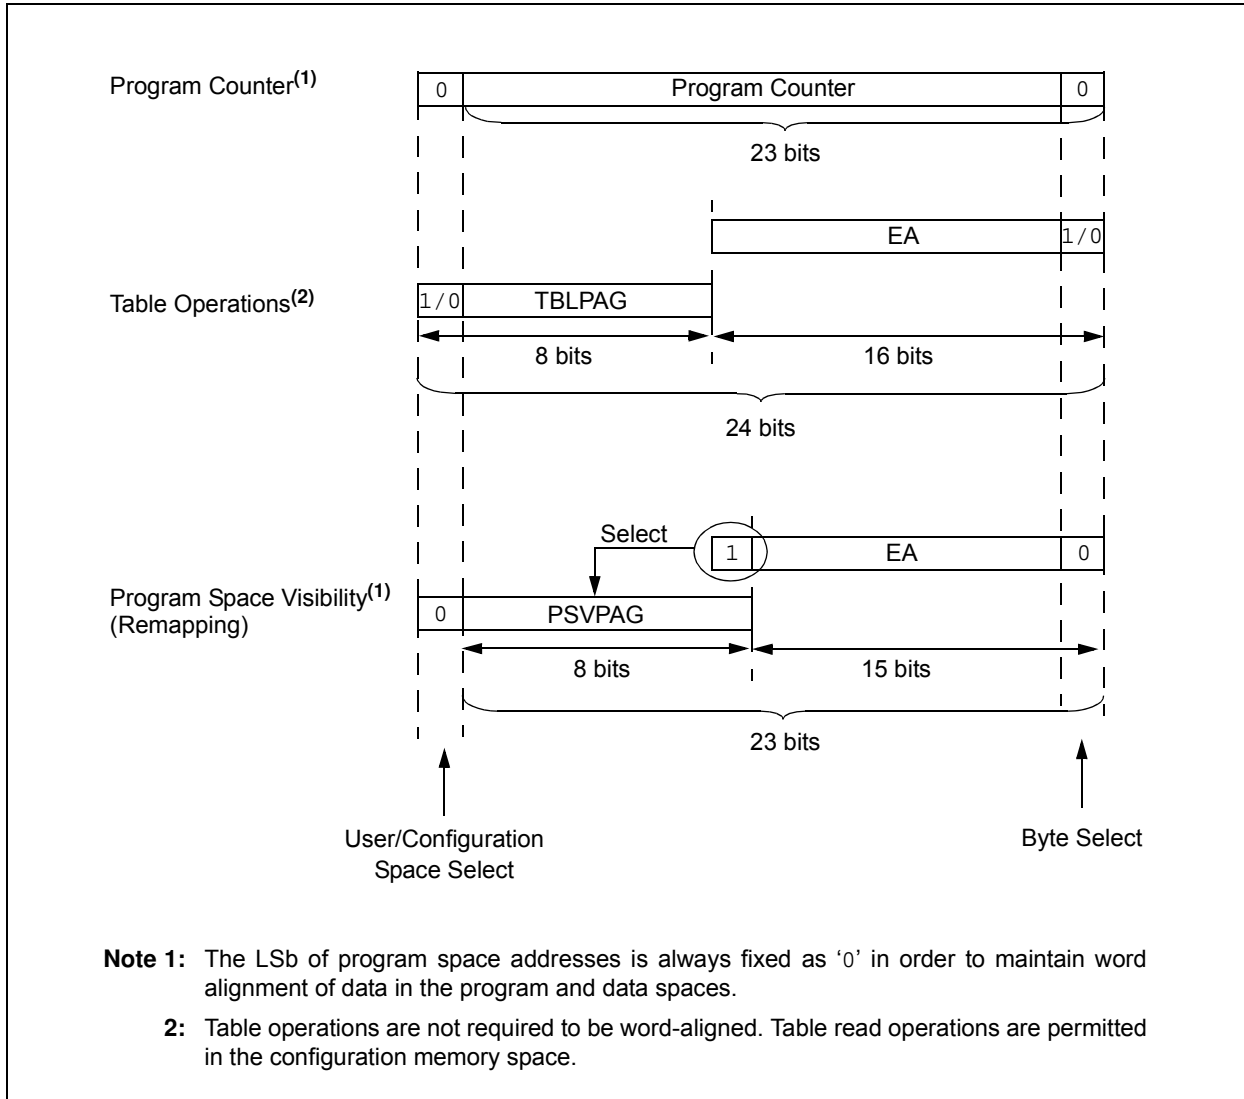 Program Counter(1)
0
Program Counter
0
23 bits
EA
1/0
Table Operations(2)
1/0
TBLPAG
8 bits
16 bits
24 bits
Select
1
EA
0
Program Space Visibility(1)
(Remapping)
0
PSVPAG
8 bits
15 bits
23 bits
User/Configuration
Space Select
Byte Select
Note 1: The LSb of program space addresses is always fixed as ‘0’ in order to maintain word
alignment of data in the program and data spaces.
2: Table operations are not required to be word-aligned. Table read operations are permitted
in the configuration memory space.